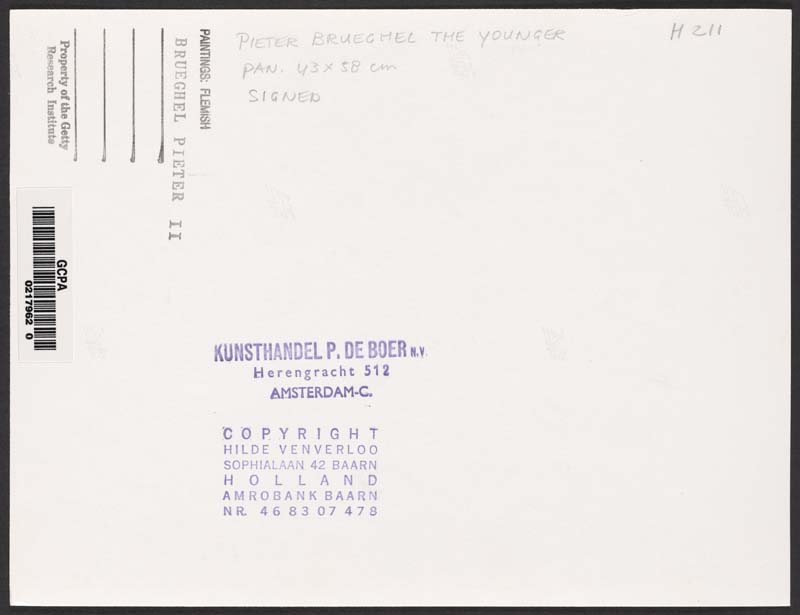 PIETER BRUEGHEL THE YOUNGER
H 211
PAN. 43 x 58 cm
SIGNED
PAINTINGS: FLEMISH
BRUEGHEL PIETER II
Property of the Getty
Research Institute
GCPA
0217962 0
KUNSTHANDEL P. DE BOER N.V.
Herengracht 512
AMSTERDAM-C.
COPYRIGHT
HILDE VENVERLOO
SOPHIALAAN 42 BAARN
HOLLAND
AMROBANK BAARN
NR. 46 83 07 478